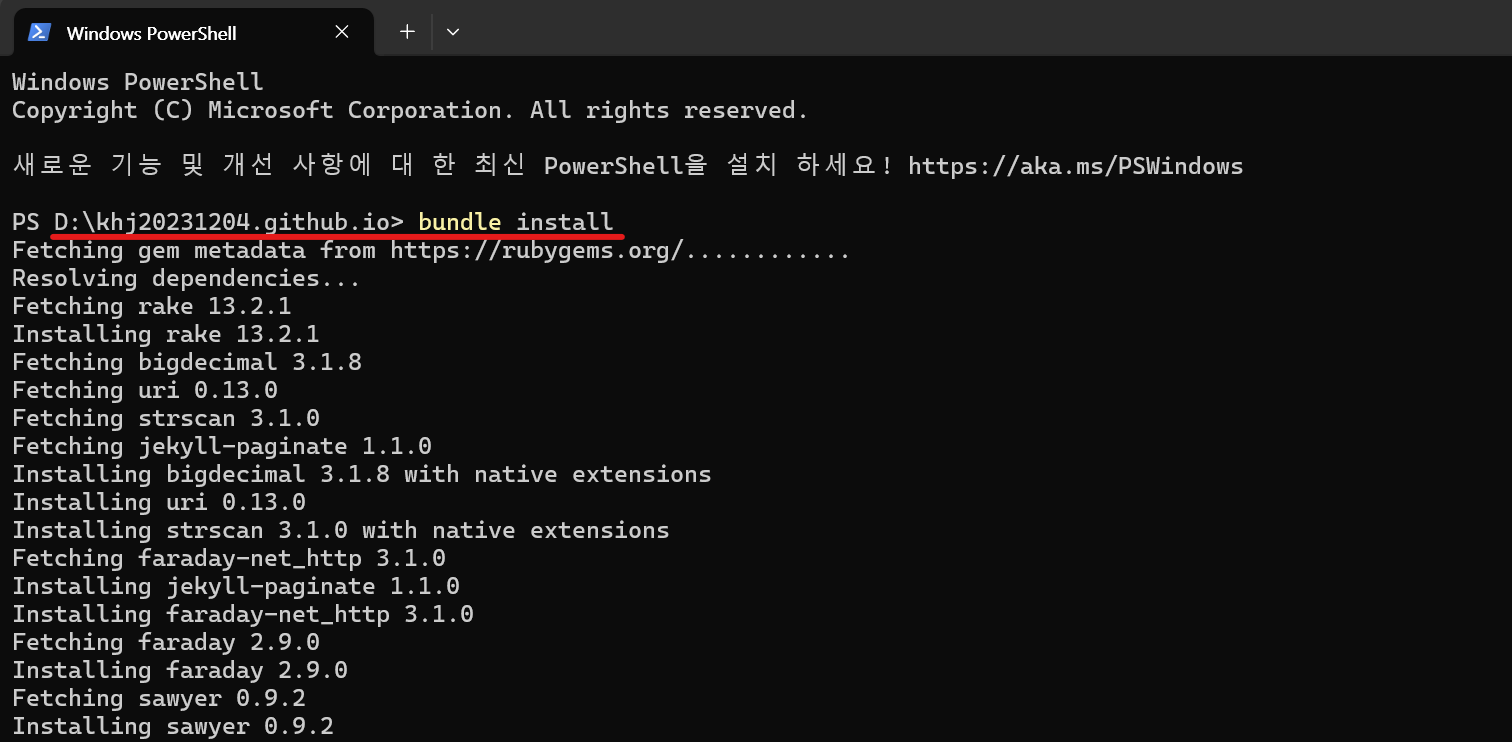 Windows PowerShell
Windows PowerShell
Copyright (C) Microsoft Corporation. All rights reserved.
새로운 기능 및 개선 사항에 대 한 최신 PowerShell을 설치 하세요! https://aka.ms/PSWindows
PS D:\khj20231204.github.io> bundle install
Fetching gem metadata from https://rubygems.org/............
Resolving dependencies...
Fetching rake 13.2.1
Installing rake 13.2.1
Fetching bigdecimal 3.1.8
Fetching uri 0.13.0
Fetching strscan 3.1.0
Fetching jekyll-paginate 1.1.0
Installing bigdecimal 3.1.8 with native extensions
Installing uri 0.13.0
Installing strscan 3.1.0 with native extensions
Fetching faraday-net_http 3.1.0
Installing jekyll-paginate 1.1.0
Installing faraday-net_http 3.1.0
Fetching faraday 2.9.0
Installing faraday 2.9.0
Fetching sawyer 0.9.2
Installing sawyer 0.9.2